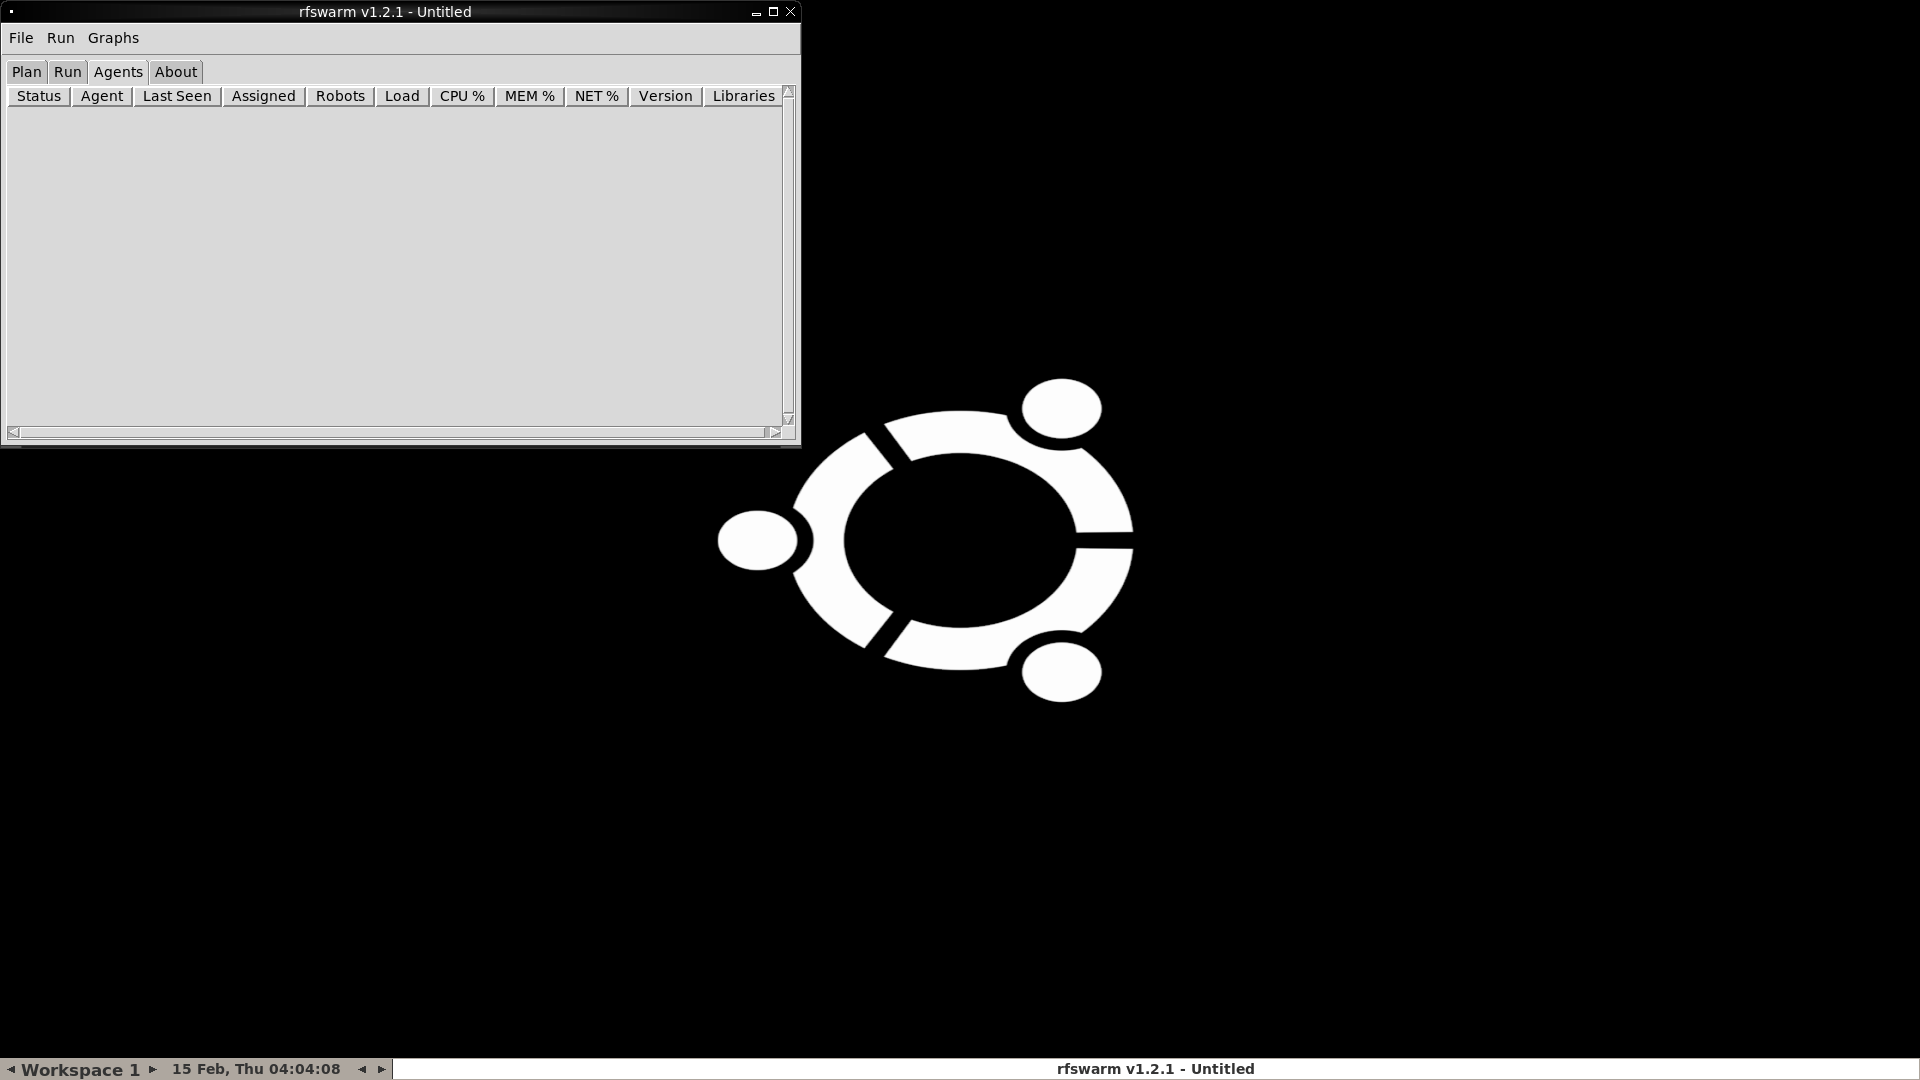 rfswarm v1.2.1 - Untitled
File Run Graphs
Plan Run Agents About
Status Agent Last Seen Assigned Robots Load CPU % MEM % NET % Version Libraries
Workspace 1 15 Feb, Thu 04:04:08 rfswarm v1.2.1 - Untitled